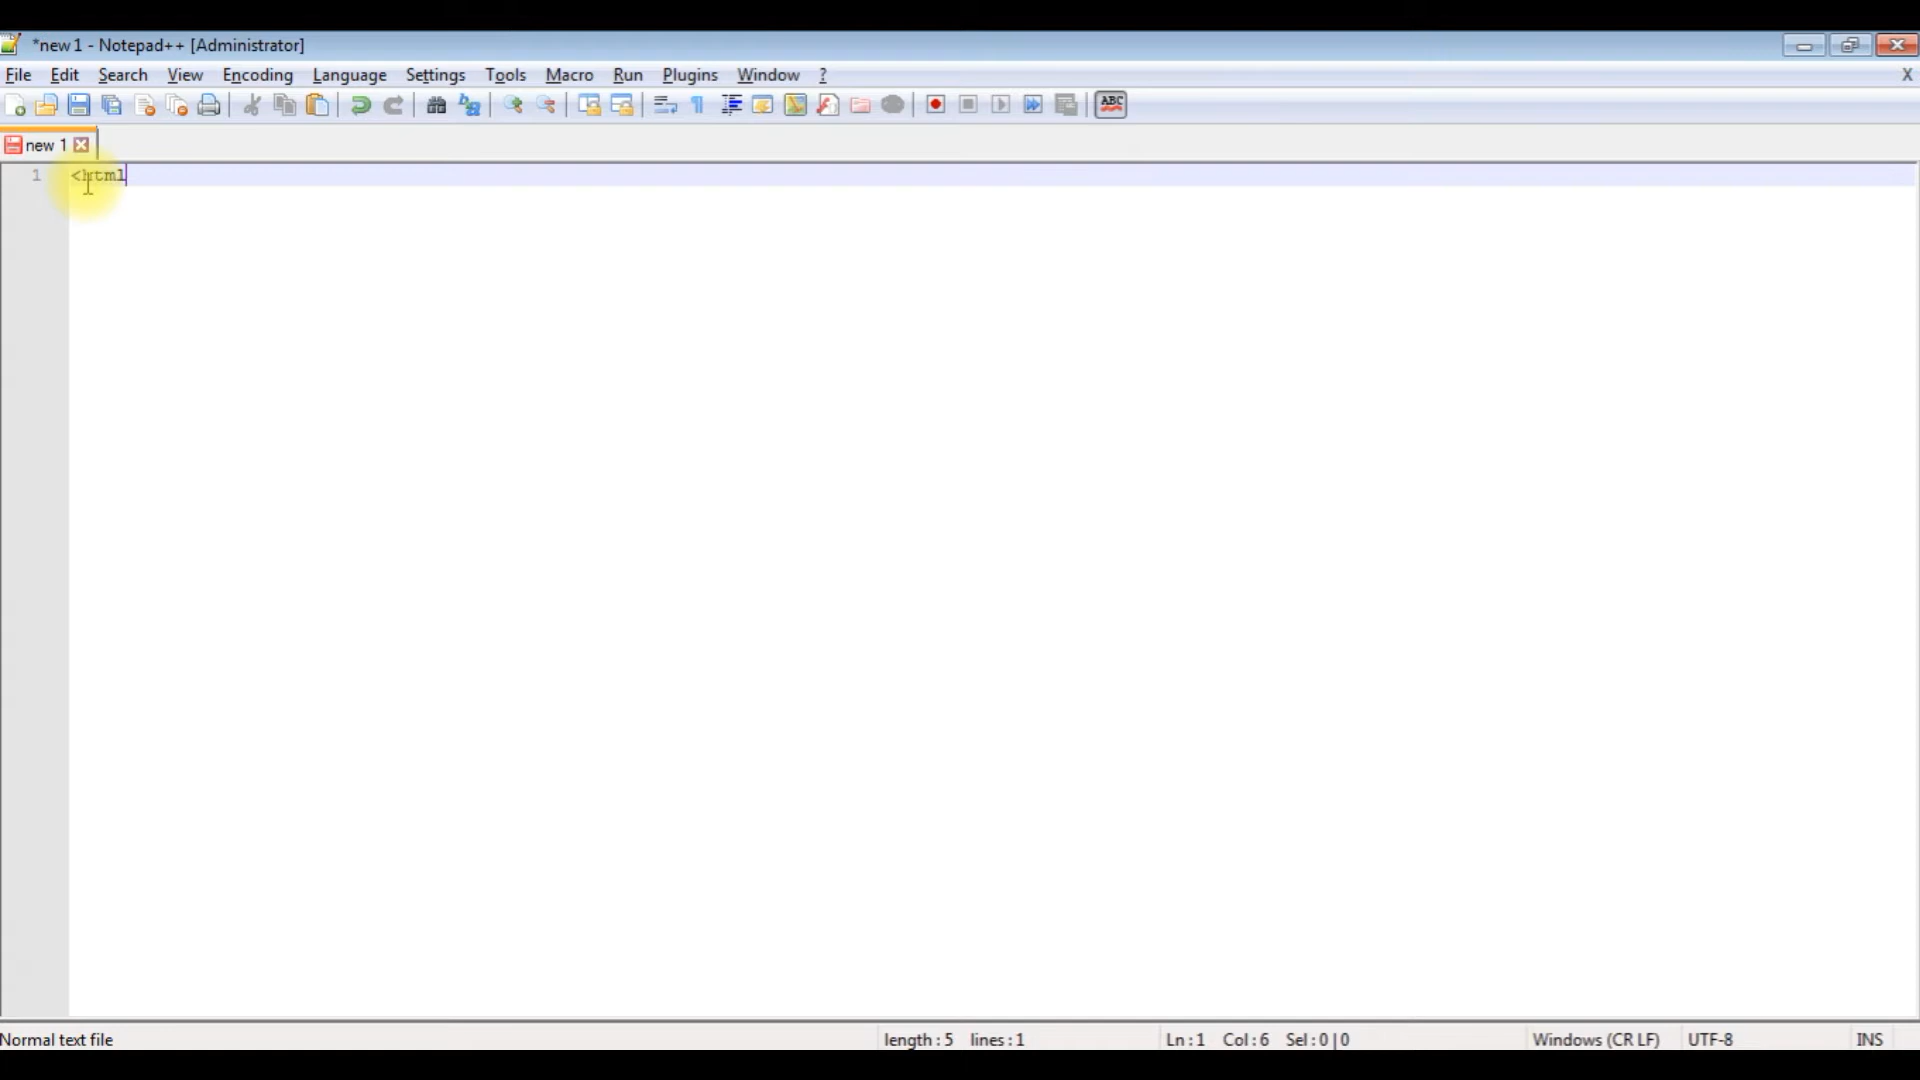 *new 1 - Notepad++ [Administrator]
File Edit Search View Encoding Language Settings Tools Macro Run Plugins Window ? X
ABC
new 1
1 <html
Normal text file length : 5 lines : 1 Ln : 1 Col : 6 Sel : 0 | 0 Windows (CR LF) UTF-8 INS